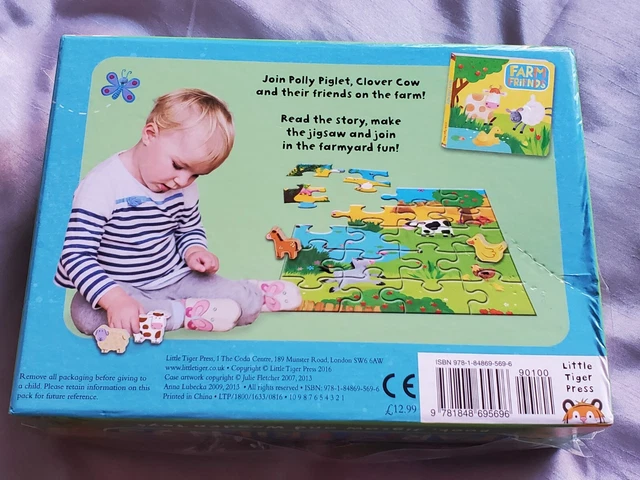 Join Polly Piglet, Clover Cow
and their friends on the farm!
Read the story, make
the jigsaw and join
in the farmyard fun!
FARM
FRIENDS
Remove all packaging before giving to
a child. Please retain information on this
pack for future reference.
Little Tiger Press, 1 The Coda Centre, 189 Munster Road, London SW6 6AW
www.littletiger.co.uk • Copyright © Little Tiger Press 2016
Case artwork copyright © Julie Fletcher 2007, 2013
Anna Lubecka 2009, 2015 • All rights reserved • ISBN: 978-1-84869-569-6
Printed in China • LTP/1800/1633/0816 • 10 9 8 7 6 5 4 3 2 1
CE
£12.99
ISBN 978-1-84869-569-6
90100
9 781848 695696
Little
Tiger
Press